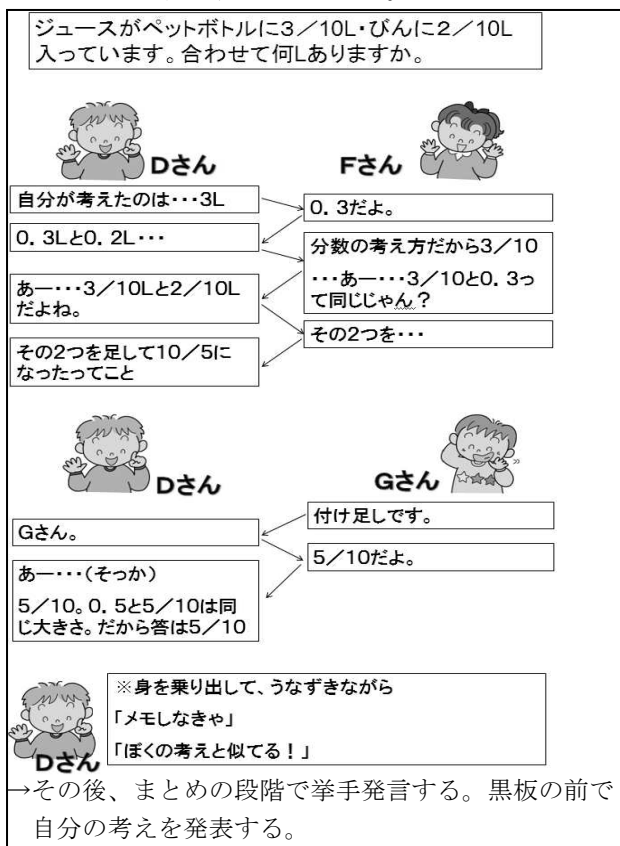 ジュースがペットボトルに3／10L・びんに2／10L
入っています。合わせて何Lありますか。
Dさん
Fさん
自分が考えたのは・・・3L
0．3だよ。
0．3Lと0．2L・・・
分数の考え方だから3／10
・・・あー・・・3／10と0．3っ
て同じじゃん？
あー・・・3／10Lと2／10L
だよね。
その2つを・・・
その2つを足して10／5に
なったってこと
Dさん
Gさん
付け足しです。
Gさん。
5／10だよ。
あー・・・（そっか）
5／10。0．5と5／10は同
じ大きさ。だから答は5／10
Dさん
※身を乗り出して、うなずきながら
「メモしなきゃ」
「ぼくの考えと似てる！」
→その後、まとめの段階で挙手発言する。黒板の前で
自分の考えを発表する。